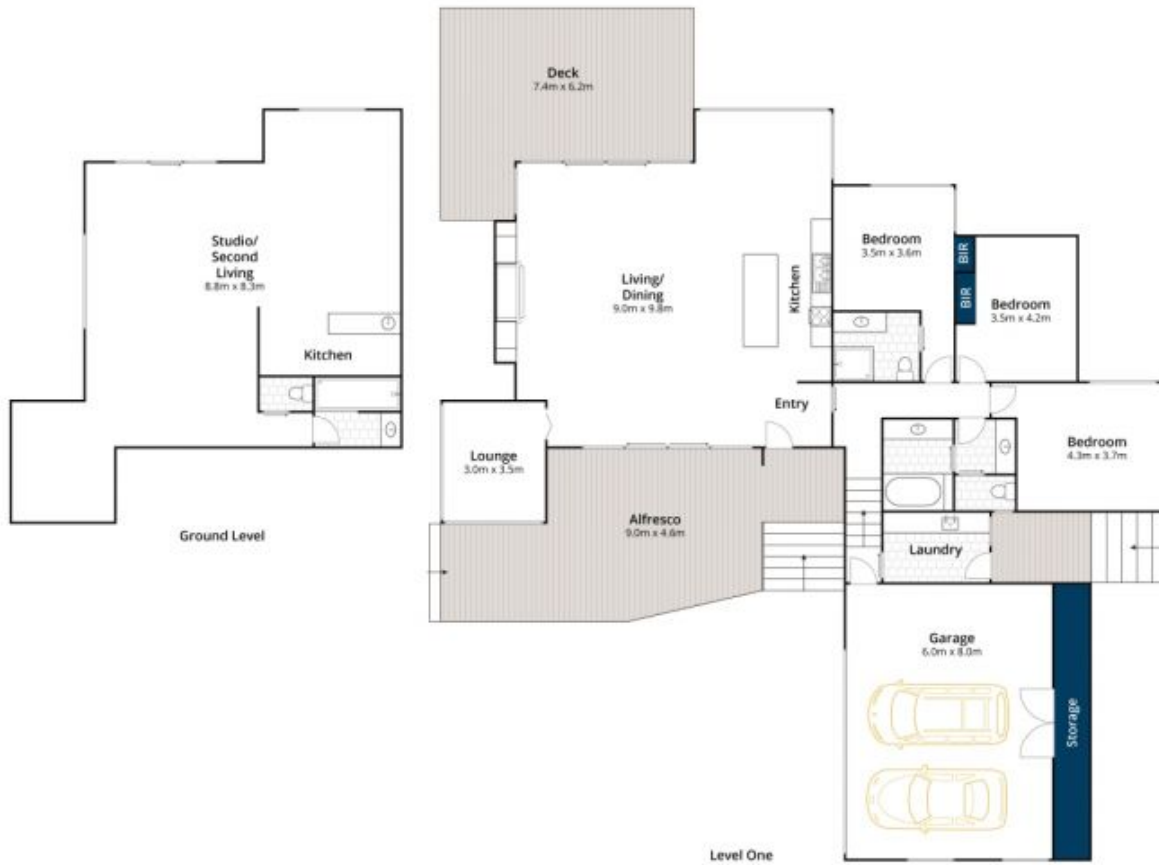 Deck
7.4m x 6.2m
Studio/
Second
Living
8.8m x 8.3m
Kitchen
Ground Level
Living/
Dining
9.0m x 9.8m
Kitchen
Bedroom
3.5m x 3.6m
BIR
BIR
Bedroom
3.5m x 4.2m
Entry
Lounge
3.0m x 3.5m
Bedroom
4.3m x 3.7m
Alfresco
9.0m x 4.6m
Laundry
Garage
6.0m x 8.0m
Storage
Level One